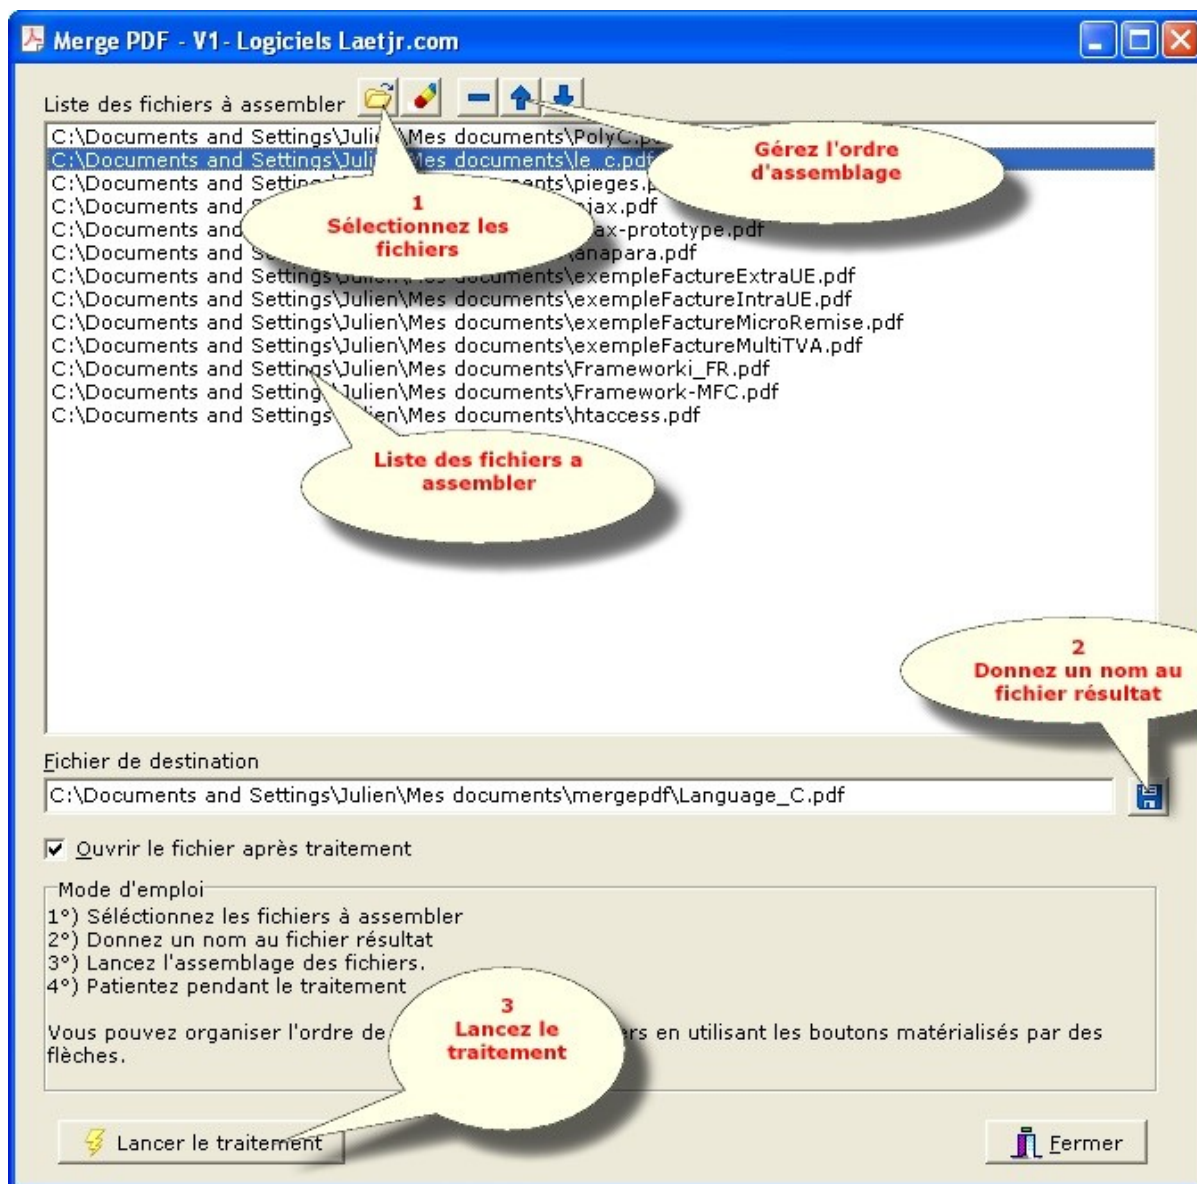 Merge PDF - V1- Logiciels Laetjr.com
Liste des fichiers à assembler
C:\Documents and Settings\Julien\Mes documents\PolyC.
Gérez l'ordre
d'assemblage
C:\Documents and Settings\ documents\le_c.pdf
C:\Documents and pieges.
C:\Documents and ajax.pdf
C:\Documents and ax-prototype.pdf
C:\Documents and anapara.pdf
1
Sélectionnez les
fichiers
C:\Documents and Settings\Julien\Mes documents\exempleFactureExtraUE.pdf
C:\Documents and Settings\Julien\Mes documents\exempleFactureIntraUE.pdf
C:\Documents and Settings\Julien\Mes documents\exempleFactureMicroRemise.pdf
C:\Documents and Settings\Julien\Mes documents\exempleFactureMultiTVA.pdf
C:\Documents and Settings\Julien\Mes documents\Frameworki_FR.pdf
C:\Documents and Settings\Julien\Mes documents\Framework-MFC.pdf
C:\Documents and Settings\Julien\Mes documents\htaccess.pdf
Liste des fichiers a
assembler
2
Donnez un nom au
fichier résultat
Fichier de destination
C:\Documents and Settings\Julien\Mes documents\mergepdf\Language_C.pdf
Ouvrir le fichier après traitement
Mode d'emploi
1°) Séléctionnez les fichiers à assembler
2°) Donnez un nom au fichier résultat
3°) Lancez l'assemblage des fichiers.
4°) Patientez pendant le traitement
Vous pouvez organiser l'ordre de ers en utilisant les boutons matérialisés par des
flèches.
3
Lancez le
traitement
Lancer le traitement
Fermer